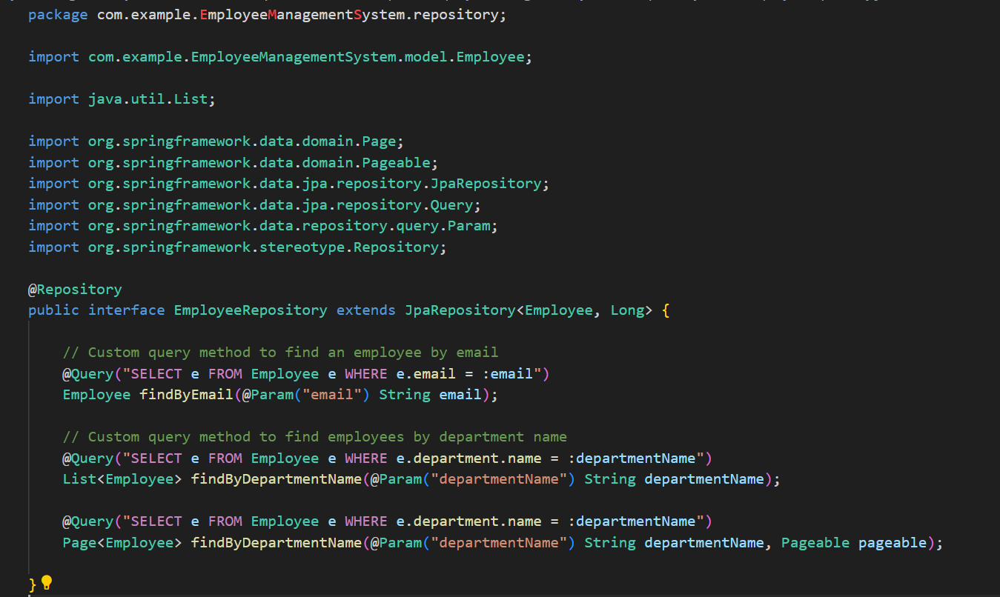 package com.example.EmployeeManagementSystem.repository;
import com.example.EmployeeManagementSystem.model.Employee;
import java.util.List;
import org.springframework.data.domain.Page;
import org.springframework.data.domain.Pageable;
import org.springframework.data.jpa.repository.JpaRepository;
import org.springframework.data.jpa.repository.Query;
import org.springframework.data.repository.query.Param;
import org.springframework.stereotype.Repository;
@Repository
public interface EmployeeRepository extends JpaRepository<Employee, Long> {
    // Custom query method to find an employee by email
    @Query("SELECT e FROM Employee e WHERE e.email = :email")
    Employee findByEmail(@Param("email") String email);
    // Custom query method to find employees by department name
    @Query("SELECT e FROM Employee e WHERE e.department.name = :departmentName")
    List<Employee> findByDepartmentName(@Param("departmentName") String departmentName);
    @Query("SELECT e FROM Employee e WHERE e.department.name = :departmentName")
    Page<Employee> findByDepartmentName(@Param("departmentName") String departmentName, Pageable pageable);
}